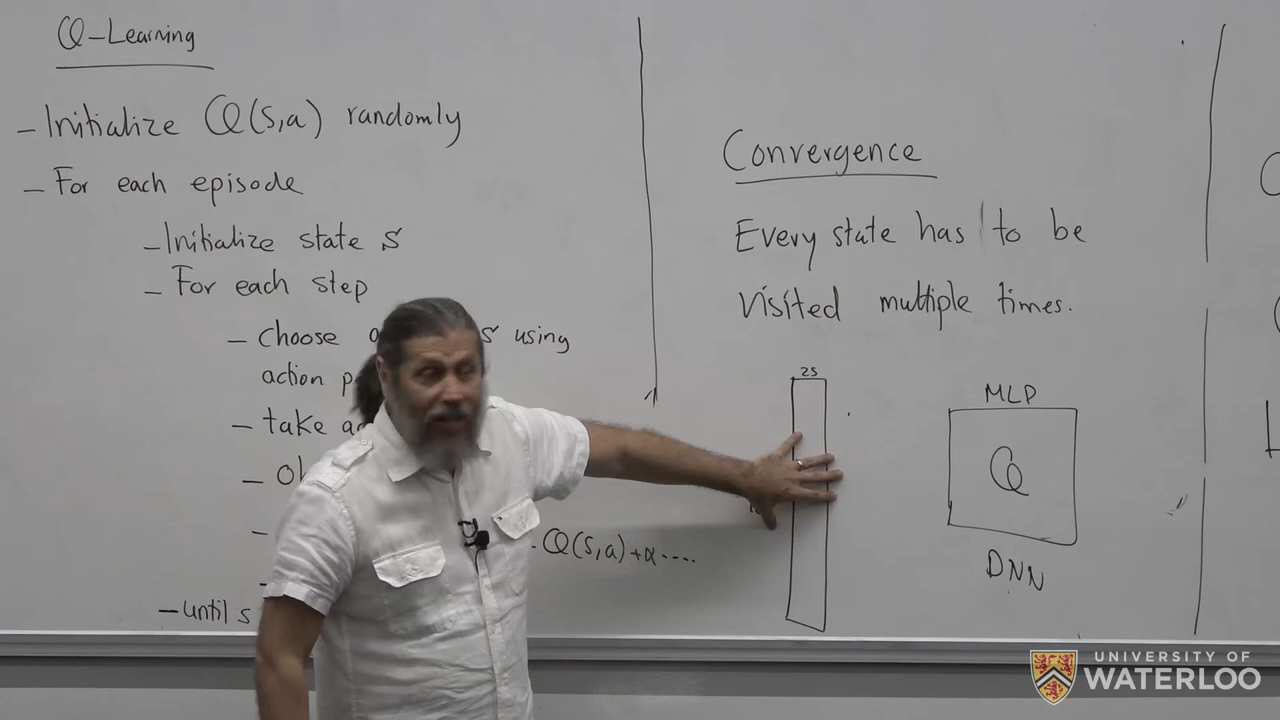 Q-Learning
- Initialize Q(s,a) randomly
- For each episode
- Initialize state s
- For each step
- Choose s using
action
- take
-
- Q(s,a) + α ....
-
- until s
Convergence
Every state has to be
visited multiple times.
25
MLP
Q
DNN
UNIVERSITY OF
WATERLOO